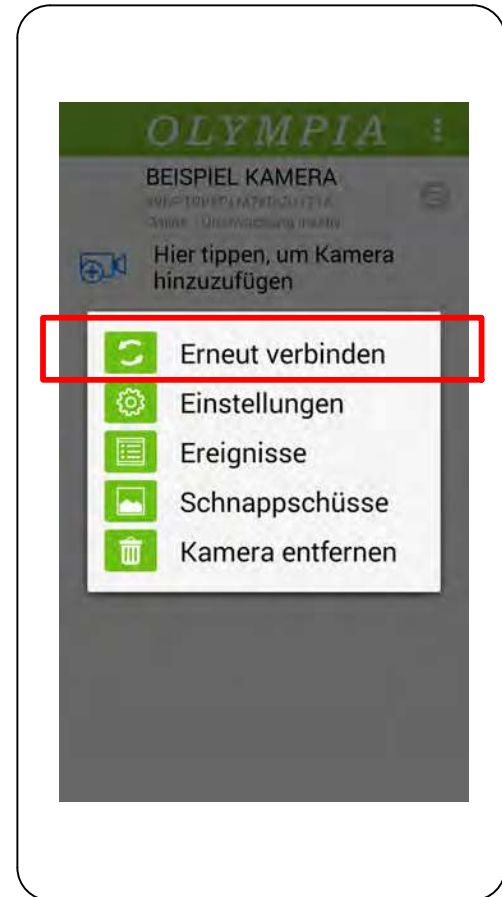 OLYMPIA
BEISPIEL KAMERA
Hier tippen, um Kamera
hinzuzufügen
Erneut verbinden
Einstellungen
Ereignisse
Schnappschüsse
Kamera entfernen